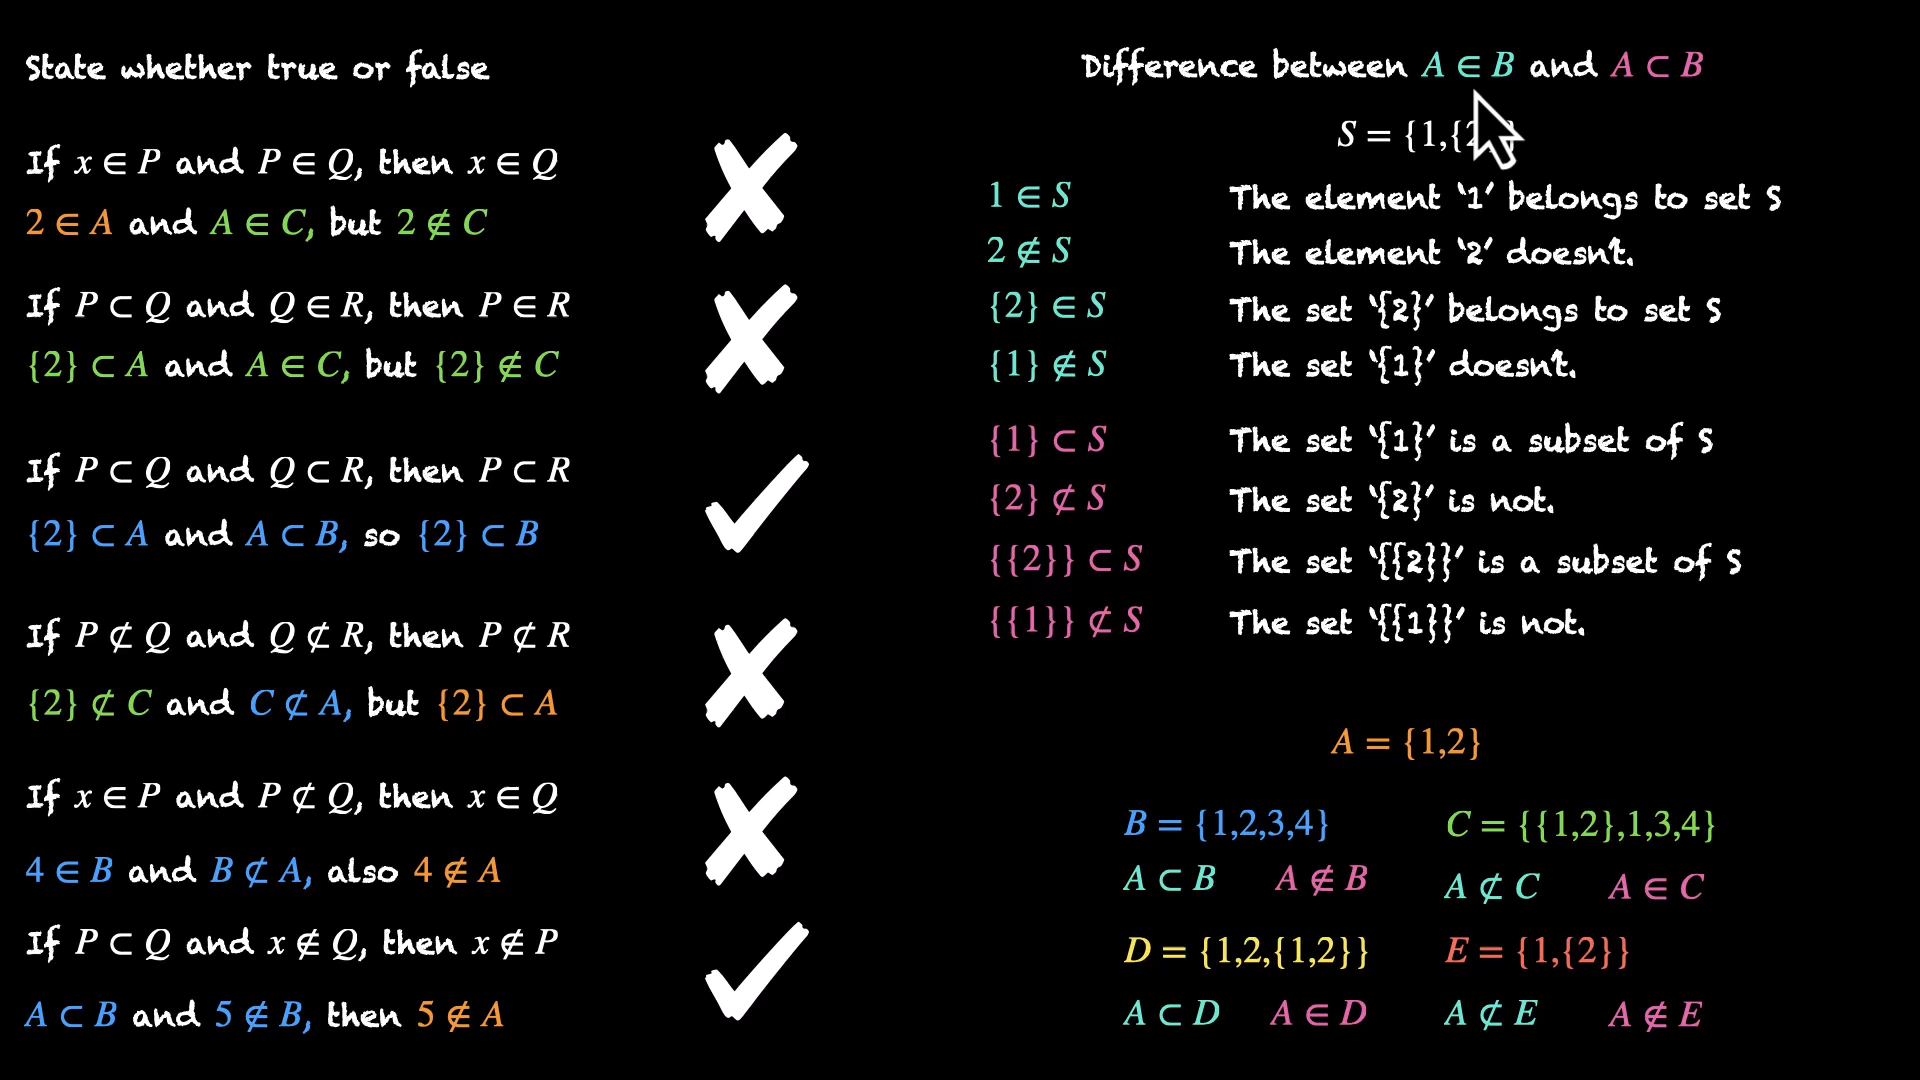 State whether true or false
If x ∈ P and P ∈ Q, then x ∈ Q
2 ∈ A and A ∈ C, but 2 ∉ C
If P ⊂ Q and Q ∈ R, then P ∈ R
{2} ⊂ A and A ∈ C, but {2} ∉ C
If P ⊂ Q and Q ⊂ R, then P ⊂ R
{2} ⊂ A and A ⊂ B, so {2} ⊂ B
If P ⊄ Q and Q ⊄ R, then P ⊄ R
{2} ⊄ C and C ⊄ A, but {2} ⊂ A
If x ∈ P and P ⊄ Q, then x ∈ Q
4 ∈ B and B ⊄ A, also 4 ∉ A
If P ⊂ Q and x ∉ Q, then x ∉ P
A ⊂ B and 5 ∉ B, then 5 ∉ A
Difference between A ∈ B and A ⊂ B
S = {1,{2
1 ∈ S The element '1' belongs to set S
2 ∉ S The element '2' doesn't.
{2} ∈ S The set '{2}' belongs to set S
{1} ∉ S The set '{1}' doesn't.
{1} ⊂ S The set '{1}' is a subset of S
{2} ⊄ S The set '{2}' is not.
{{2}} ⊂ S The set '{{2}}' is a subset of S
{{1}} ⊄ S The set '{{1}}' is not.
A = {1,2}
B = {1,2,3,4} C = {{1,2},1,3,4}
A ⊂ B A ∉ B A ⊄ C A ∈ C
D = {1,2,{1,2}} E = {1,{2}}
A ⊂ D A ∈ D A ⊄ E A ∉ E